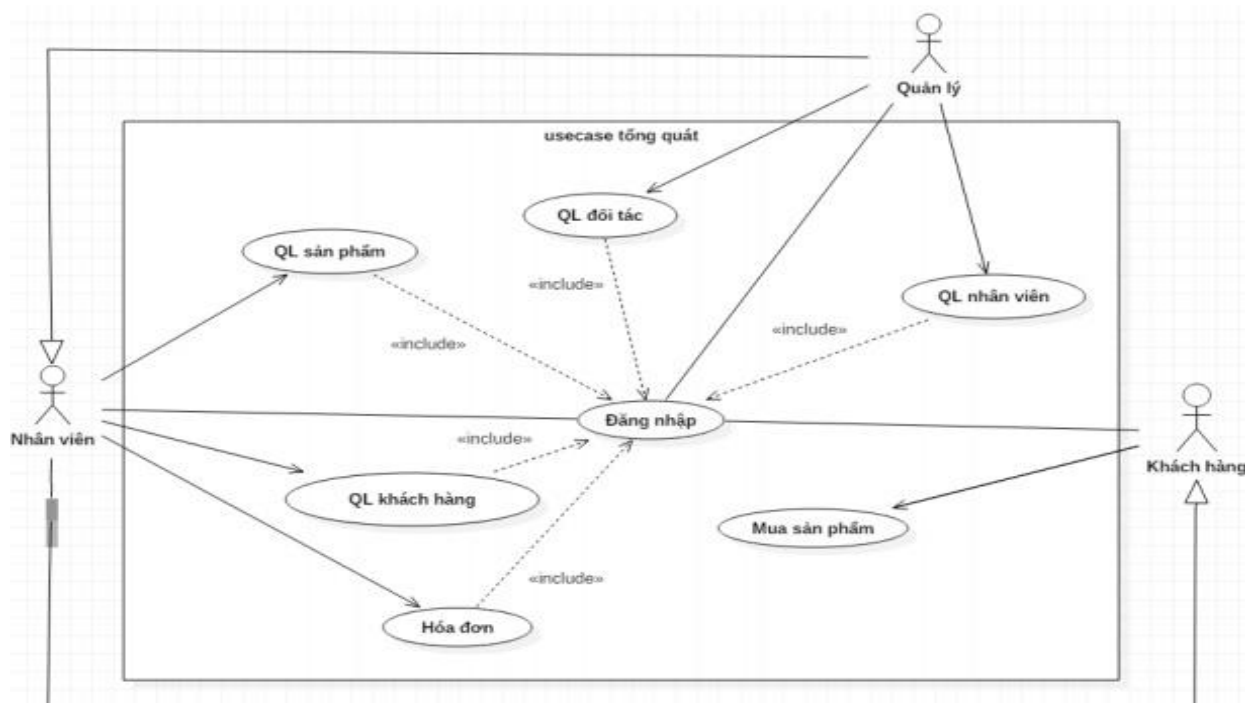 Quản lý
usecase tổng quát
QL đối tác
QL sản phẩm
«include»
QL nhân viên
«include»
«include»
Đăng nhập
Nhân viên
«include»
Khách hàng
QL khách hàng
Mua sản phẩm
«include»
Hóa đơn